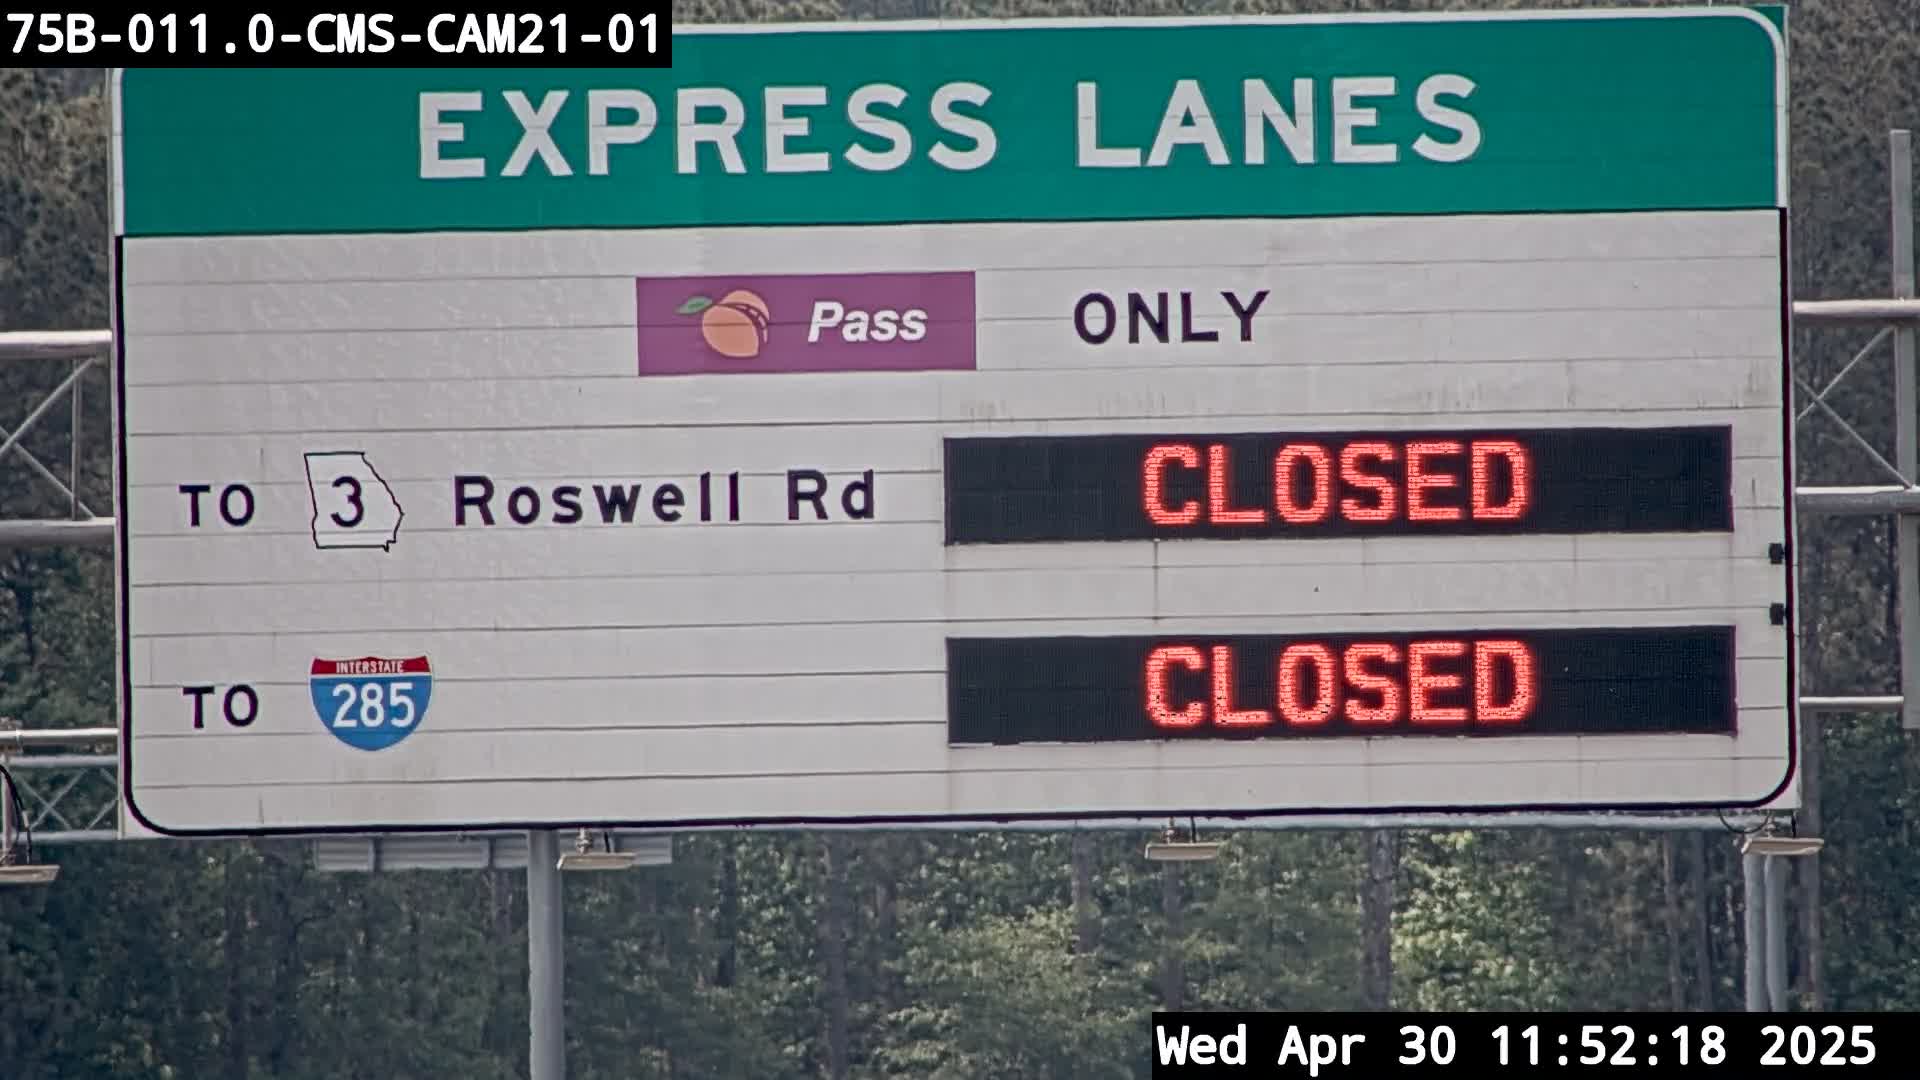 75B-011.0-CMS-CAM21-01
EXPRESS LANES
Pass ONLY
TO 3 Roswell Rd CLOSED
TO INTERSTATE 285 CLOSED
Wed Apr 30 11:52:18 2025